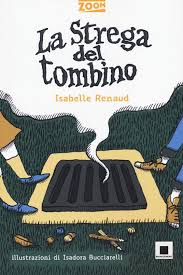 ZOOM
La Strega
del
tombino
Isabelle Renaud
illustrazioni di Isadora Bucciarelli